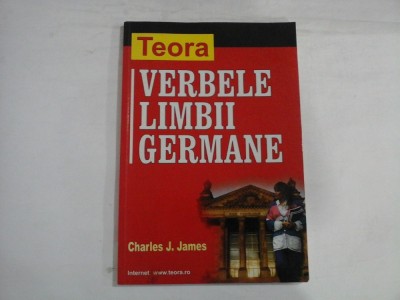 Teora
VERBELE
LIMBII
GERMANE
Charles J. James
Internet: www.teora.ro